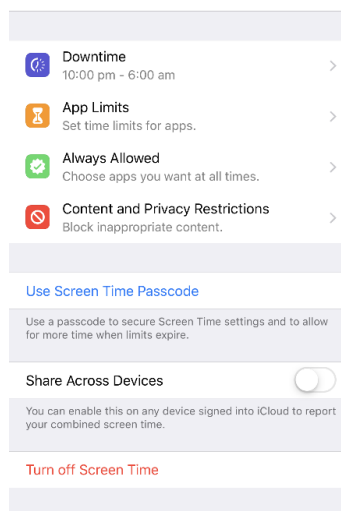 Downtime
10:00 pm - 6:00 am
App Limits
Set time limits for apps.
Always Allowed
Choose apps you want at all times.
Content and Privacy Restrictions
Block inappropriate content.
Use Screen Time Passcode
Use a passcode to secure Screen Time settings and to allow
for more time when limits expire.
Share Across Devices
You can enable this on any device signed into iCloud to report
your combined screen time.
Turn off Screen Time